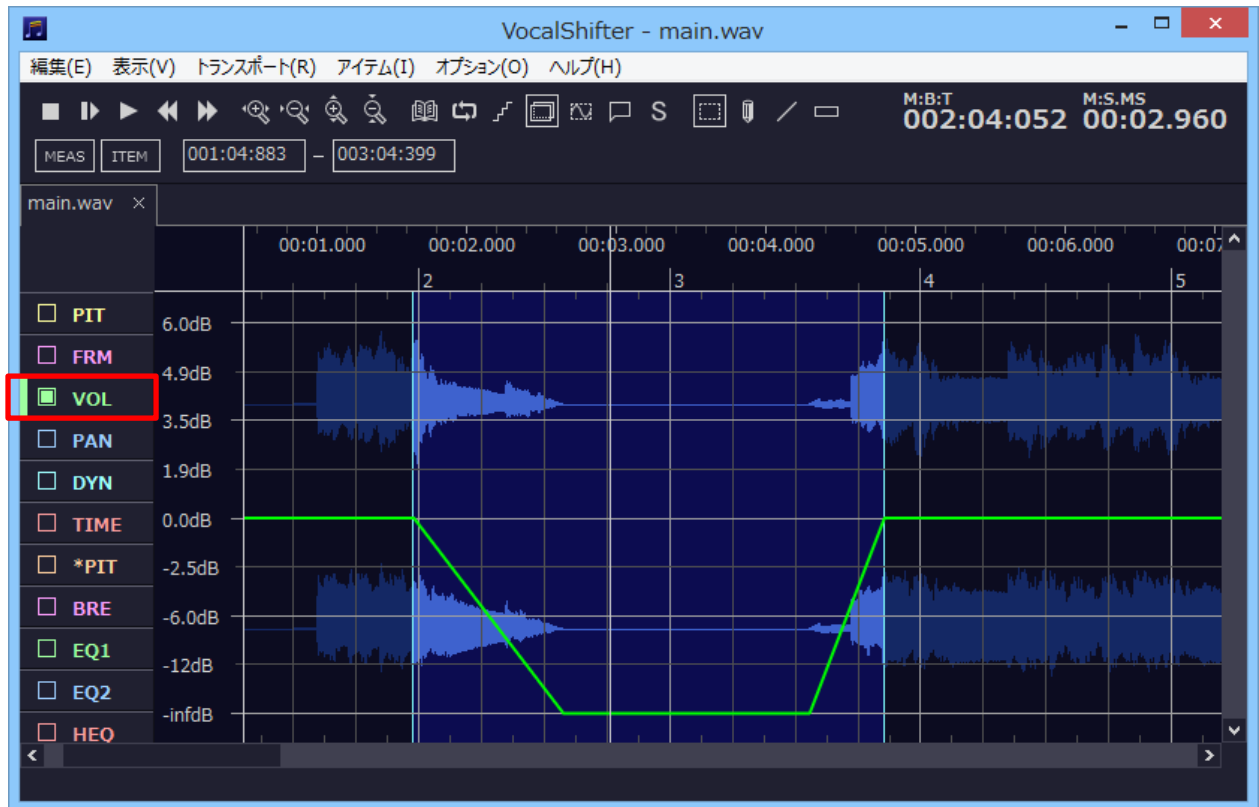 VocalShifter - main.wav
編集(E) 表示(V) トランスポート(R) アイテム(I) オプション(O) ヘルプ(H)
S
M:B:T M:S.MS
002:04:052 00:02.960
MEAS ITEM 001:04:883 – 003:04:399
main.wav ×
00:01.000 00:02.000 00:03.000 00:04.000 00:05.000 00:06.000 00:07
2 3 4 5
PIT
6.0dB
FRM
4.9dB
VOL
3.5dB
PAN
1.9dB
DYN
TIME 0.0dB
*PIT -2.5dB
BRE
-6.0dB
EQ1
-12dB
EQ2
-infdB
HEQ